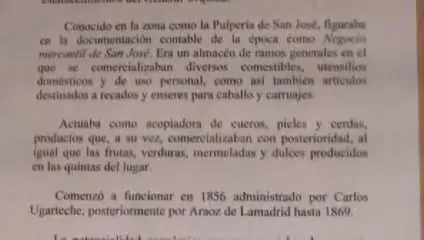 Conocido en la zona como la Pulpería de San José, figuraba
en la documentación contable de la época como Negocio
mercantil de San José. Era un almacén de ramos generales en el
que se comercializaban diversos comestibles, utensilios
domésticos y de uso personal, como así también artículos
destinados a recados y enseres para caballo y carruajes.
Actuaba como acopiadora de cueros, pieles y cerdas,
productos que, a su vez, comercializaban con posterioridad, al
igual que las frutas, verduras, mermeladas y dulces producidos
en las quintas del lugar.
Comenzó a funcionar en 1856 administrado por Carlos
Ugarteche, posteriormente por Araoz de Lamadrid hasta 1869.